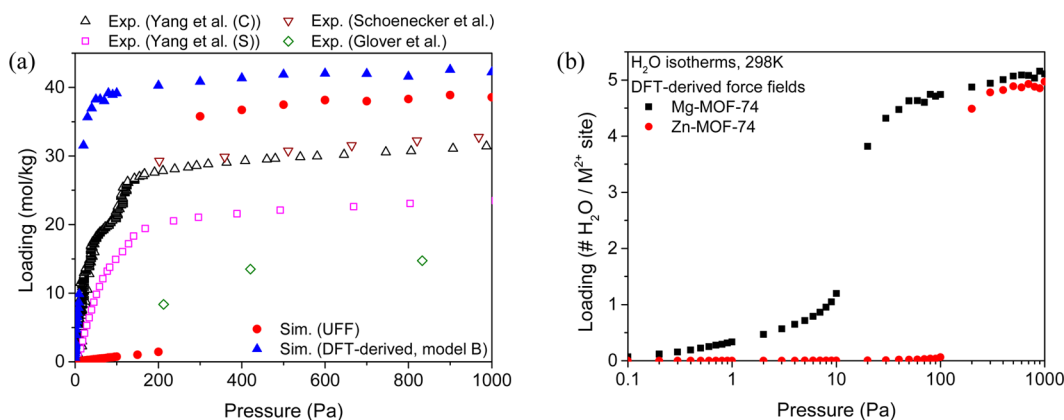 Exp. (Yang et al. (C)) Exp. (Schoenecker et al.)
Exp. (Yang et al. (S)) Exp. (Glover et al.)
(a)
Loading (mol/kg)
40
30
20
10
0
Sim. (UFF)
Sim. (DFT-derived, model B)
0 200 400 600 800 1000
Pressure (Pa)
(b)
Loading (# H₂O / M²⁺ site)
5
4
3
2
1
0
H₂O isotherms, 298K
DFT-derived force fields
Mg-MOF-74
Zn-MOF-74
0.1 1 10 100 1000
Pressure (Pa)